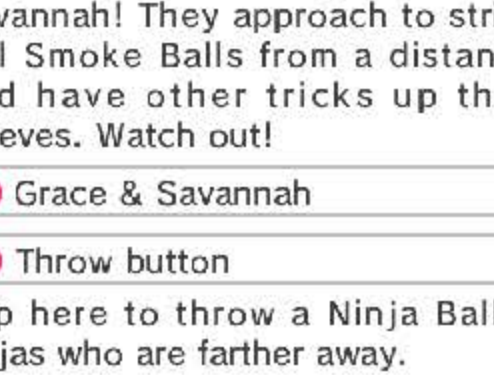 vannah! They approach to str
l Smoke Balls from a distan
d have other tricks up th
eves. Watch out!
Grace & Savannah
Throw button
p here to throw a Ninja Bal
jas who are farther away.